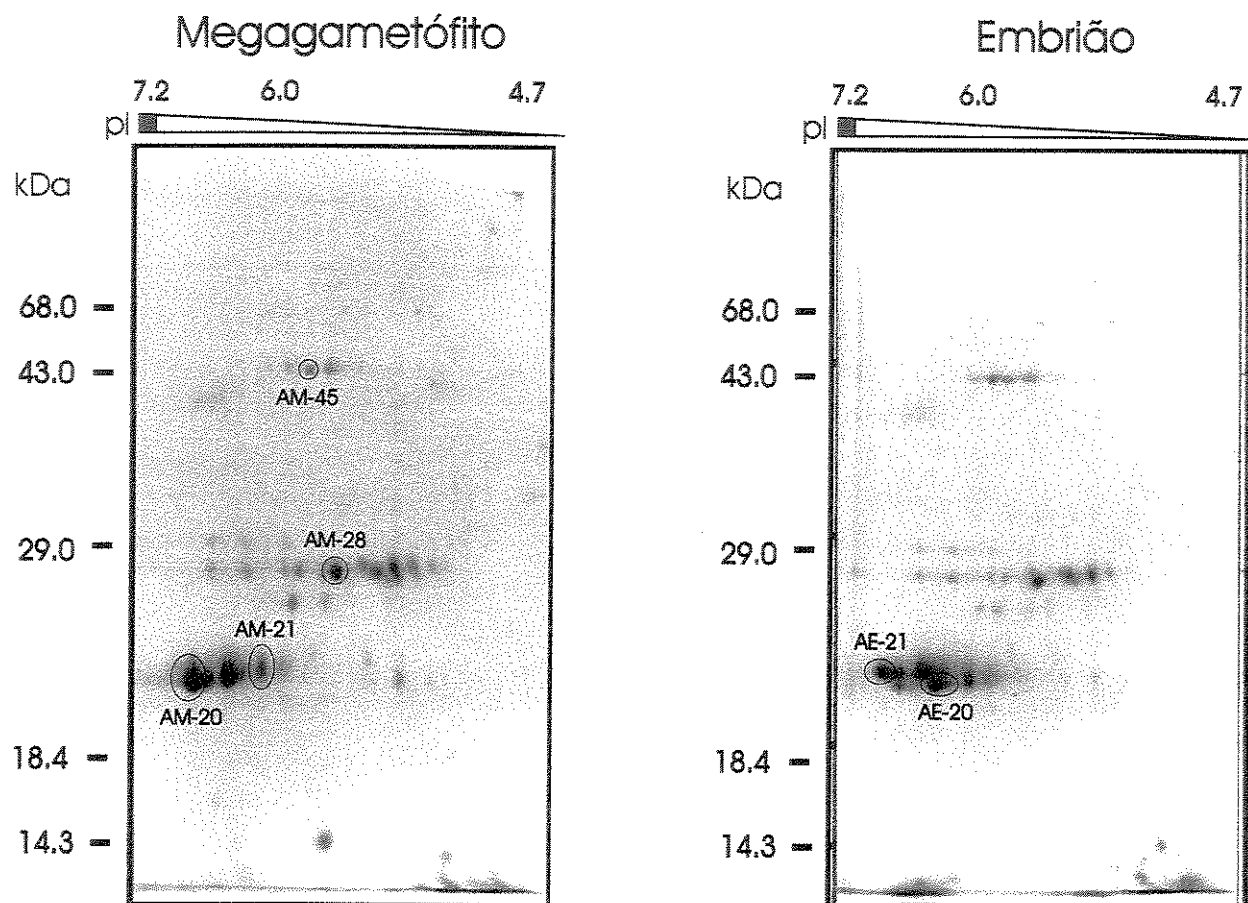 Megagametófito
7.2 6.0 4.7
pI
kDa
68.0
43.0
AM-45
29.0
AM-28
AM-21
AM-20
18.4
14.3
Embrião
7.2 6.0 4.7
pI
kDa
68.0
43.0
29.0
AE-21
AE-20
18.4
14.3